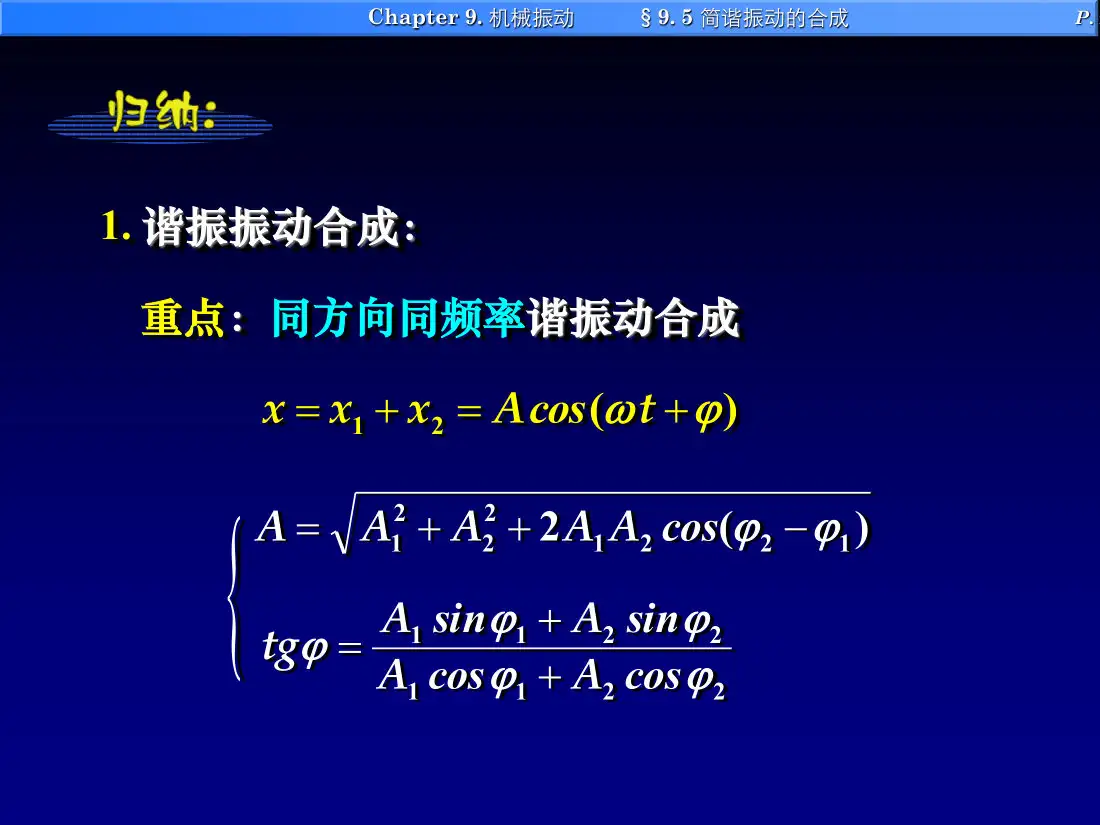 Chapter 9. 机械振动 §9. 5 简谐振动的合成 P.
归纳:
1. 谐振振动合成:
重点: 同方向同频率谐振动合成
x = x₁ + x₂ = A cos(ωt + φ)
A = √(A₁² + A₂² + 2A₁A₂ cos(φ₂ − φ₁))
tgφ = (A₁ sinφ₁ + A₂ sinφ₂) / (A₁ cosφ₁ + A₂ cosφ₂)